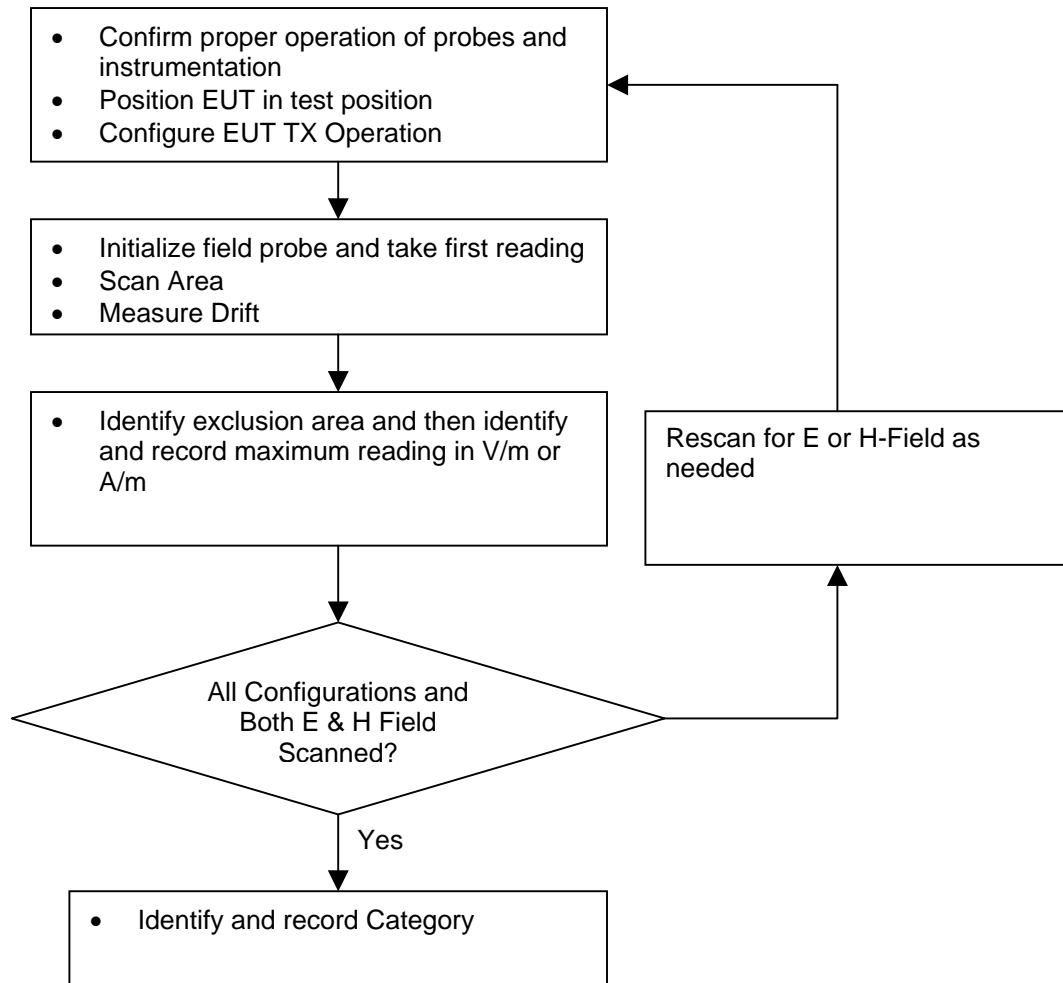 • Confirm proper operation of probes and
instrumentation
• Position EUT in test position
• Configure EUT TX Operation
• Initialize field probe and take first reading
• Scan Area
• Measure Drift
• Identify exclusion area and then identify
and record maximum reading in V/m or
A/m
Rescan for E or H-Field as
needed
All Configurations and
Both E & H Field
Scanned?
Yes
• Identify and record Category